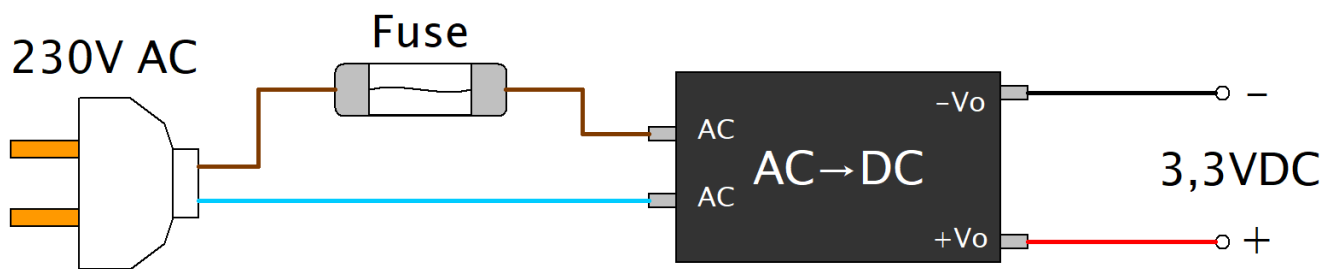 230V AC
Fuse
AC
AC
AC→DC
−Vo
+Vo
−
3,3VDC
+